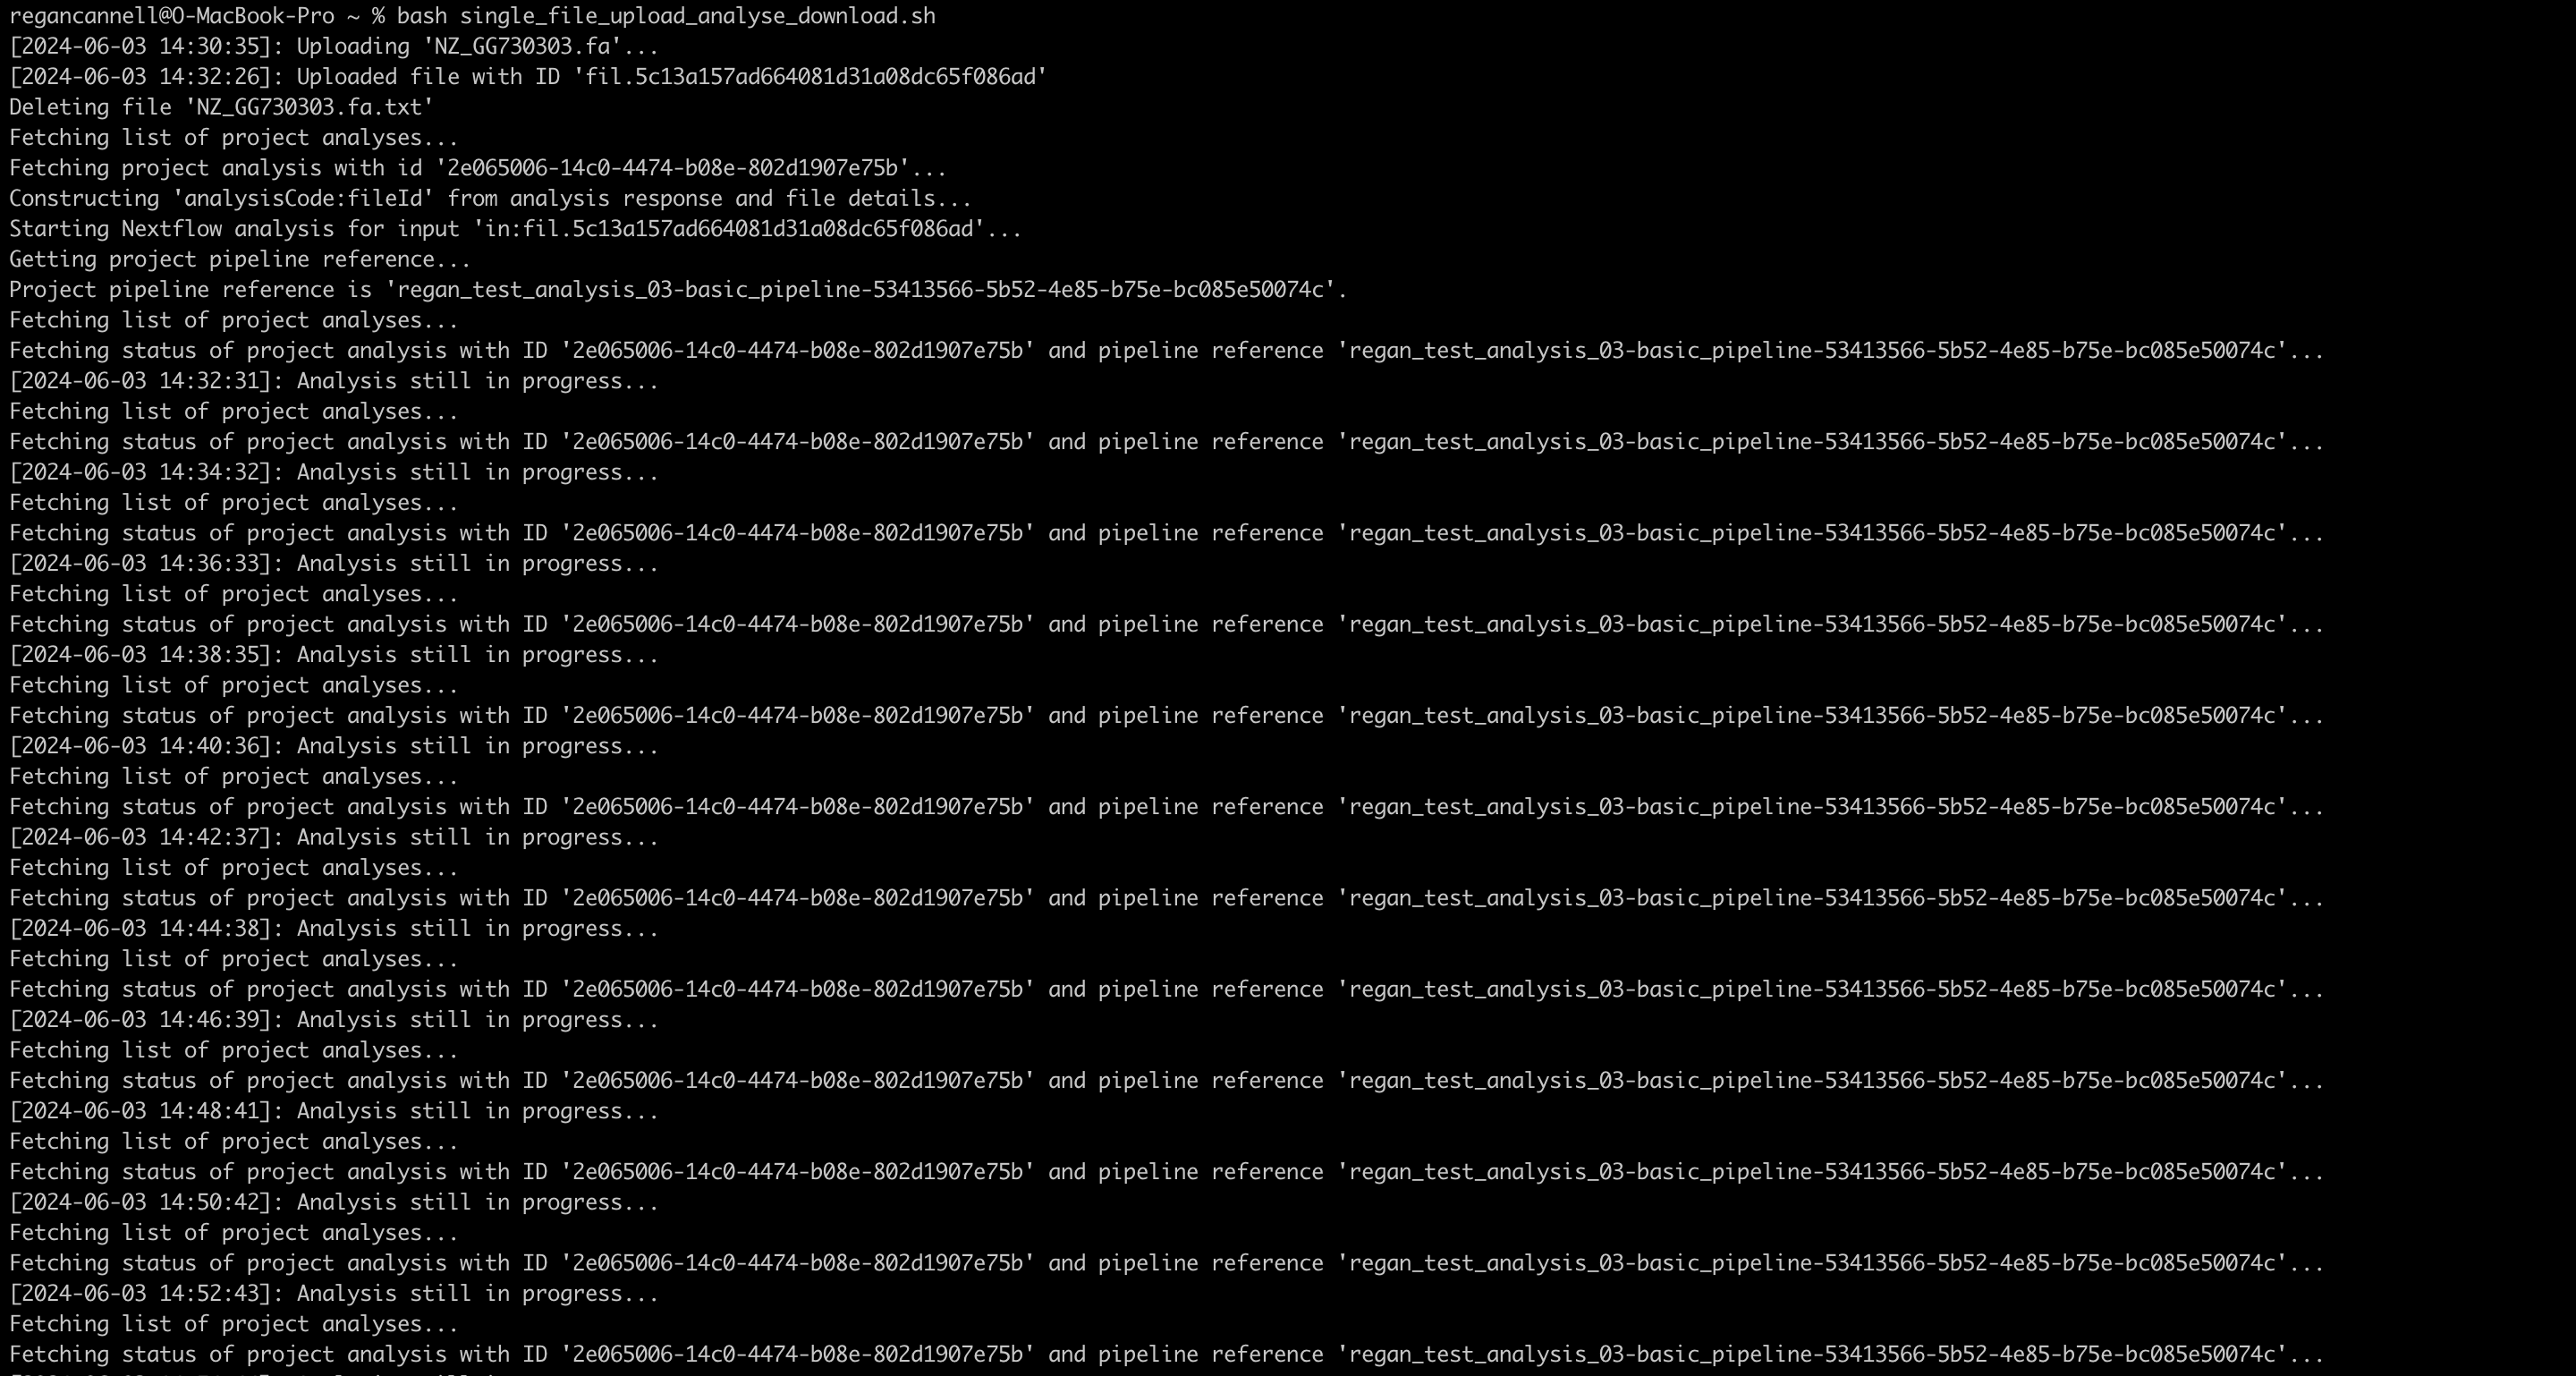 regancannell@O-MacBook-Pro ~ % bash single_file_upload_analyse_download.sh
[2024-06-03 14:30:35]: Uploading 'NZ_GG730303.fa'...
[2024-06-03 14:32:26]: Uploaded file with ID 'fil.5c13a157ad664081d31a08dc65f086ad'
Deleting file 'NZ_GG730303.fa.txt'
Fetching list of project analyses...
Fetching project analysis with id '2e065006-14c0-4474-b08e-802d1907e75b'...
Constructing 'analysisCode:fileId' from analysis response and file details...
Starting Nextflow analysis for input 'in:fil.5c13a157ad664081d31a08dc65f086ad'...
Getting project pipeline reference...
Project pipeline reference is 'regan_test_analysis_03-basic_pipeline-53413566-5b52-4e85-b75e-bc085e50074c'.
Fetching list of project analyses...
Fetching status of project analysis with ID '2e065006-14c0-4474-b08e-802d1907e75b' and pipeline reference 'regan_test_analysis_03-basic_pipeline-53413566-5b52-4e85-b75e-bc085e50074c'...
[2024-06-03 14:32:31]: Analysis still in progress...
Fetching list of project analyses...
Fetching status of project analysis with ID '2e065006-14c0-4474-b08e-802d1907e75b' and pipeline reference 'regan_test_analysis_03-basic_pipeline-53413566-5b52-4e85-b75e-bc085e50074c'...
[2024-06-03 14:34:32]: Analysis still in progress...
Fetching list of project analyses...
Fetching status of project analysis with ID '2e065006-14c0-4474-b08e-802d1907e75b' and pipeline reference 'regan_test_analysis_03-basic_pipeline-53413566-5b52-4e85-b75e-bc085e50074c'...
[2024-06-03 14:36:33]: Analysis still in progress...
Fetching list of project analyses...
Fetching status of project analysis with ID '2e065006-14c0-4474-b08e-802d1907e75b' and pipeline reference 'regan_test_analysis_03-basic_pipeline-53413566-5b52-4e85-b75e-bc085e50074c'...
[2024-06-03 14:38:35]: Analysis still in progress...
Fetching list of project analyses...
Fetching status of project analysis with ID '2e065006-14c0-4474-b08e-802d1907e75b' and pipeline reference 'regan_test_analysis_03-basic_pipeline-53413566-5b52-4e85-b75e-bc085e50074c'...
[2024-06-03 14:40:36]: Analysis still in progress...
Fetching list of project analyses...
Fetching status of project analysis with ID '2e065006-14c0-4474-b08e-802d1907e75b' and pipeline reference 'regan_test_analysis_03-basic_pipeline-53413566-5b52-4e85-b75e-bc085e50074c'...
[2024-06-03 14:42:37]: Analysis still in progress...
Fetching list of project analyses...
Fetching status of project analysis with ID '2e065006-14c0-4474-b08e-802d1907e75b' and pipeline reference 'regan_test_analysis_03-basic_pipeline-53413566-5b52-4e85-b75e-bc085e50074c'...
[2024-06-03 14:44:38]: Analysis still in progress...
Fetching list of project analyses...
Fetching status of project analysis with ID '2e065006-14c0-4474-b08e-802d1907e75b' and pipeline reference 'regan_test_analysis_03-basic_pipeline-53413566-5b52-4e85-b75e-bc085e50074c'...
[2024-06-03 14:46:39]: Analysis still in progress...
Fetching list of project analyses...
Fetching status of project analysis with ID '2e065006-14c0-4474-b08e-802d1907e75b' and pipeline reference 'regan_test_analysis_03-basic_pipeline-53413566-5b52-4e85-b75e-bc085e50074c'...
[2024-06-03 14:48:41]: Analysis still in progress...
Fetching list of project analyses...
Fetching status of project analysis with ID '2e065006-14c0-4474-b08e-802d1907e75b' and pipeline reference 'regan_test_analysis_03-basic_pipeline-53413566-5b52-4e85-b75e-bc085e50074c'...
[2024-06-03 14:50:42]: Analysis still in progress...
Fetching list of project analyses...
Fetching status of project analysis with ID '2e065006-14c0-4474-b08e-802d1907e75b' and pipeline reference 'regan_test_analysis_03-basic_pipeline-53413566-5b52-4e85-b75e-bc085e50074c'...
[2024-06-03 14:52:43]: Analysis still in progress...
Fetching list of project analyses...
Fetching status of project analysis with ID '2e065006-14c0-4474-b08e-802d1907e75b' and pipeline reference 'regan_test_analysis_03-basic_pipeline-53413566-5b52-4e85-b75e-bc085e50074c'...